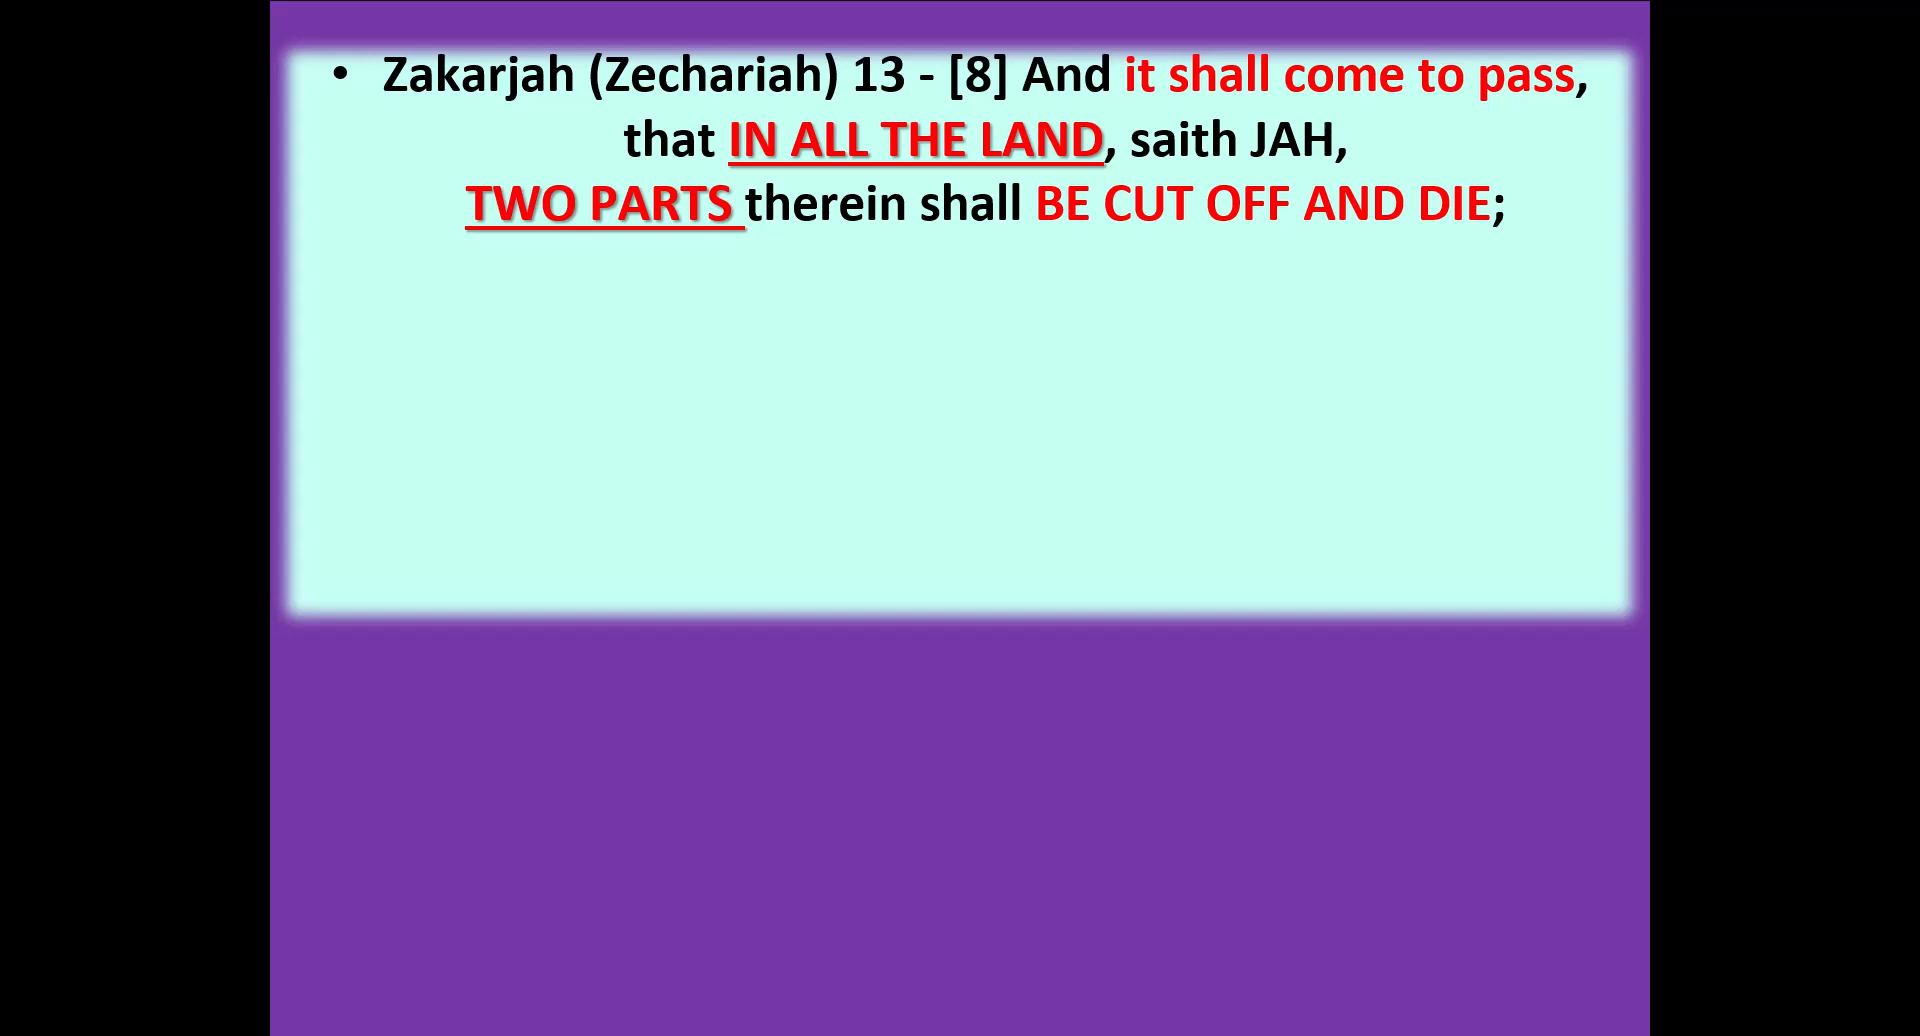 • Zakarjah (Zechariah) 13 - [8] And it shall come to pass,
that IN ALL THE LAND, saith JAH,
TWO PARTS therein shall BE CUT OFF AND DIE;